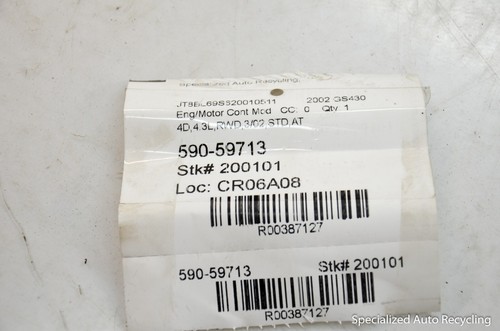 Specialized Auto Recycling,
JT8BL69S520010511 2002 GS430
Eng/Motor Cont Mod CC: 0 Qty 1
4D,4.3L,RWD,3/02 STD,AT
590-59713
Stk# 200101
Loc: CR06A08
R00387127
590-59713 Stk# 200101
R00387127
Specialized Auto Recycling